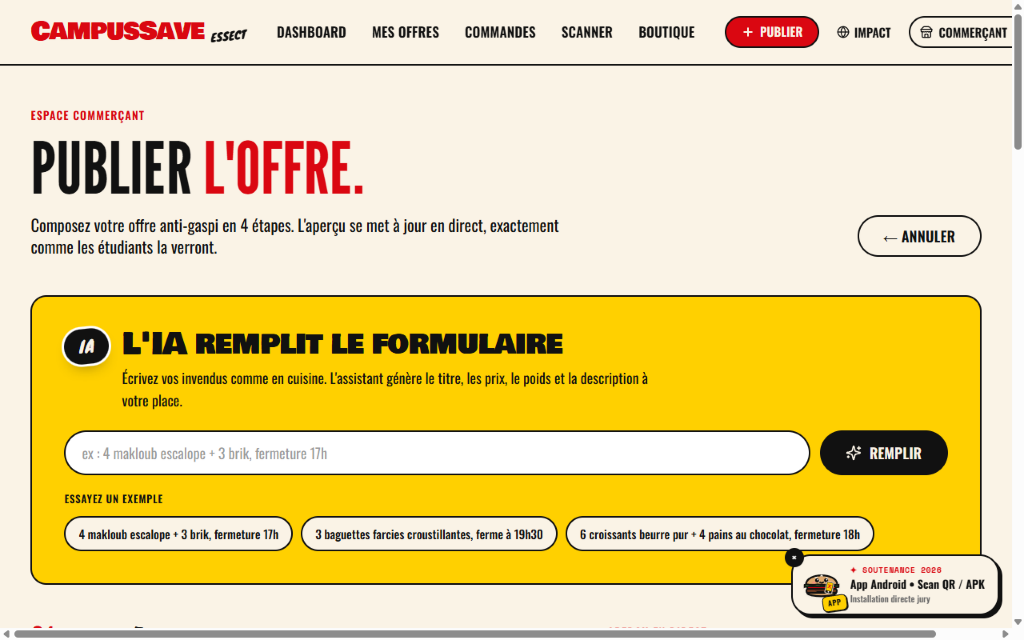 CAMPUSSAVE ESSECT
DASHBOARD MES OFFRES COMMANDES SCANNER BOUTIQUE + PUBLIER IMPACT COMMERÇANT
ESPACE COMMERÇANT
PUBLIER L'OFFRE.
Composez votre offre anti-gaspi en 4 étapes. L'aperçu se met à jour en direct, exactement
comme les étudiants la verront.
← ANNULER
IA
L'IA REMPLIT LE FORMULAIRE
Écrivez vos invendus comme en cuisine. L'assistant génère le titre, les prix, le poids et la description à
votre place.
ex : 4 makloub escalope + 3 brik, fermeture 17h
REMPLIR
ESSAYEZ UN EXEMPLE
4 makloub escalope + 3 brik, fermeture 17h
3 baguettes farcies croustillantes, ferme à 19h30
6 croissants beurre pur + 4 pains au chocolat, fermeture 18h
✦ SOUTENANCE 2026
App Android • Scan QR / APK
Installation directe jury
APP